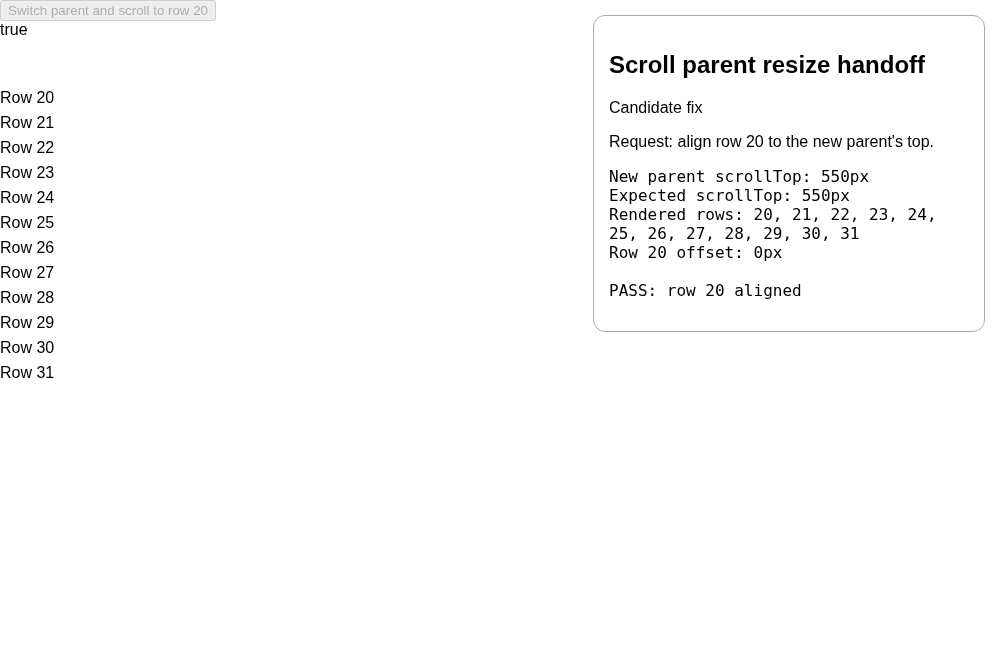 Switch parent and scroll to row 20
true
Row 20
Row 21
Row 22
Row 23
Row 24
Row 25
Row 26
Row 27
Row 28
Row 29
Row 30
Row 31
Scroll parent resize handoff
Candidate fix
Request: align row 20 to the new parent's top.
New parent scrollTop: 550px
Expected scrollTop: 550px
Rendered rows: 20, 21, 22, 23, 24,
25, 26, 27, 28, 29, 30, 31
Row 20 offset: 0px
PASS: row 20 aligned